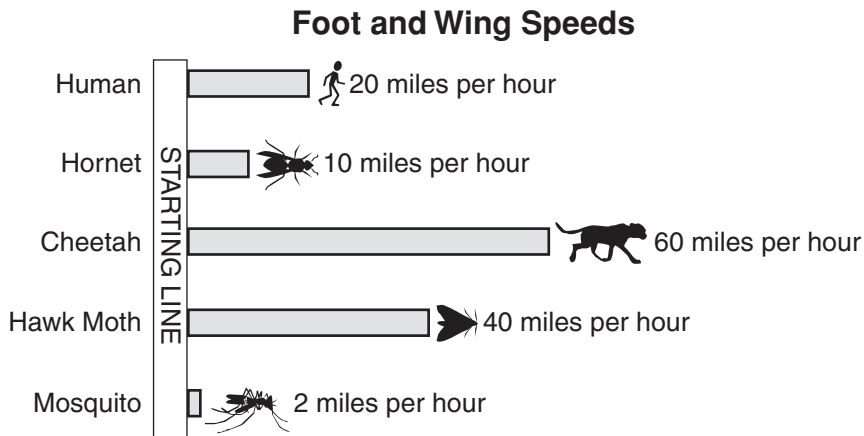 Foot and Wing Speeds
Human 20 miles per hour
Hornet 10 miles per hour
STARTING LINE
Cheetah 60 miles per hour
Hawk Moth 40 miles per hour
Mosquito 2 miles per hour